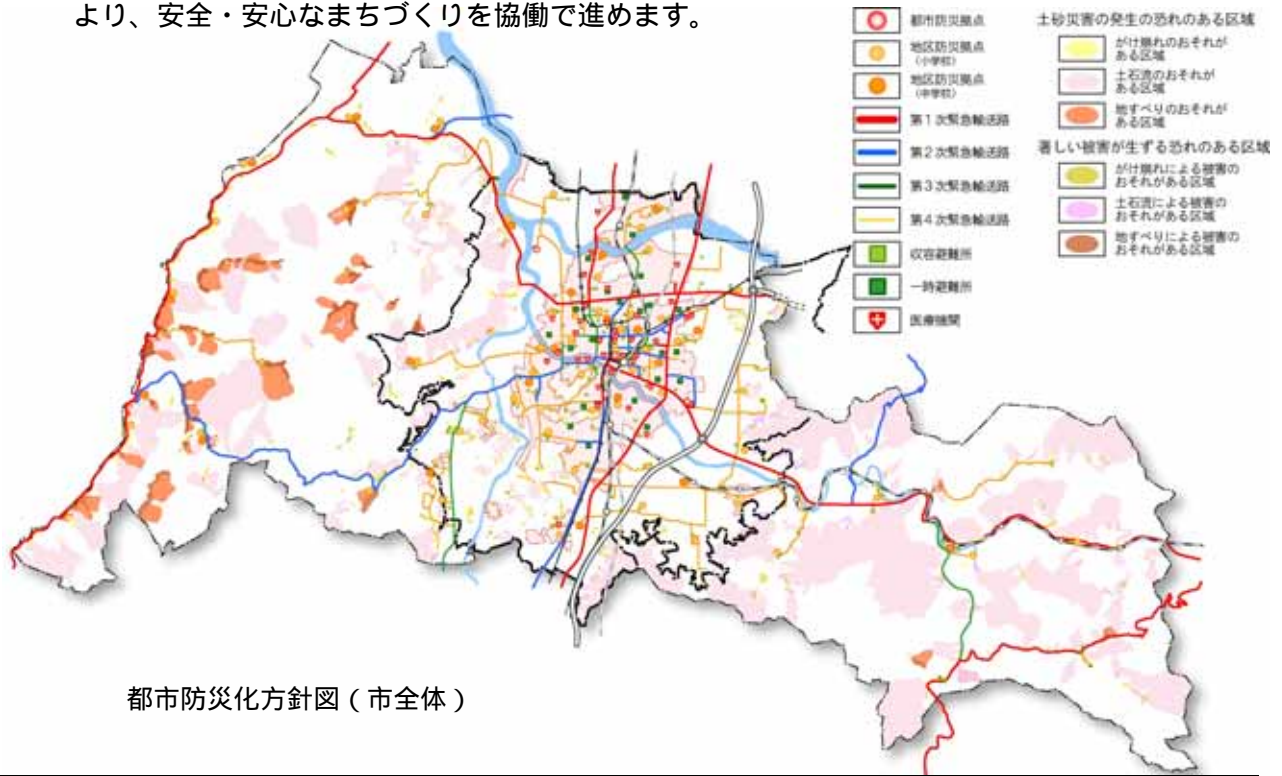 より、安全・安心なまちづくりを協働で進めます。
都市防災拠点
地区防災拠点
（小学校）
地区防災拠点
（中学校）
第1次緊急輸送路
第2次緊急輸送路
第3次緊急輸送路
第4次緊急輸送路
収容避難所
一時避難所
医療機関
土砂災害の発生の恐れのある区域
がけ崩れのおそれが
ある区域
土石流のおそれが
ある区域
地すべりのおそれが
ある区域
著しい被害が生ずる恐れのある区域
がけ崩れによる被害の
おそれがある区域
土石流による被害の
おそれがある区域
地すべりによる被害の
おそれがある区域
都市防災化方針図（市全体）